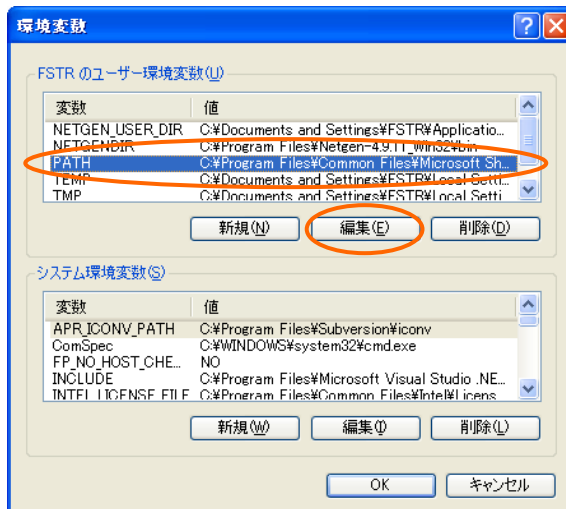 環境変数
FSTR のユーザー環境変数(U)
変数 値
NETGEN_USER_DIR C:¥Documents and Settings¥FSTR¥Applicatio...
NETGENDIR C:¥Program Files¥Netgen-4.9.11_Win32¥bin
PATH C:¥Program Files¥Common Files¥Microsoft Sh...
TEMP C:¥Documents and Settings¥FSTR¥Local Setti...
TMP C:¥Documents and Settings¥FSTR¥Local Setti
新規(N) 編集(E) 削除(D)
システム環境変数(S)
変数 値
APR_ICONV_PATH C:¥Program Files¥Subversion¥iconv
ComSpec C:¥WINDOWS¥system32¥cmd.exe
FP_NO_HOST_CHE... NO
INCLUDE C:¥Program Files¥Microsoft Visual Studio .NE...
INTEL_LICENSE_FILE C:¥Program Files¥Common Files¥Intel¥Licens
新規(W) 編集(I) 削除(L)
OK キャンセル